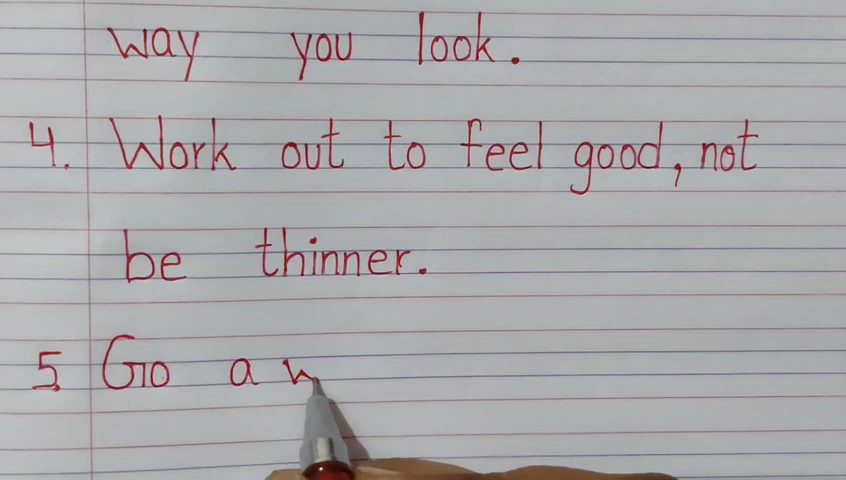 way you look.
4. Work out to feel good, not
be thinner.
5. Go a